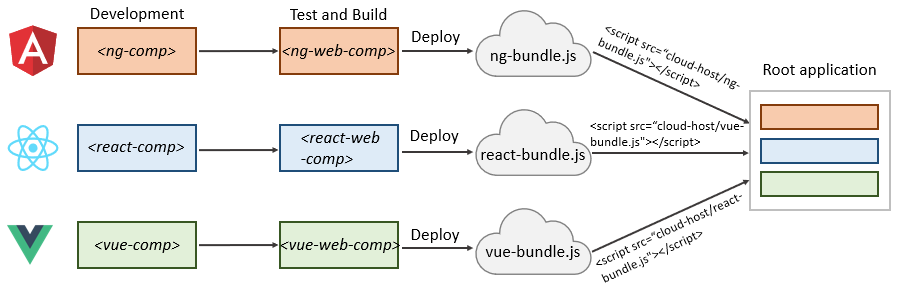 Development
Test and Build
<ng-comp>
<ng-web-comp>
Deploy
ng-bundle.js
<script src=“cloud-host/ng-
bundle.js"></script>
Root application
<react-comp>
<react-web
-comp>
Deploy
react-bundle.js
<script src=“cloud-host/vue-
bundle.js"></script>
<vue-comp>
<vue-web-comp>
Deploy
vue-bundle.js
<script src=“cloud-host/react-
bundle.js"></script>